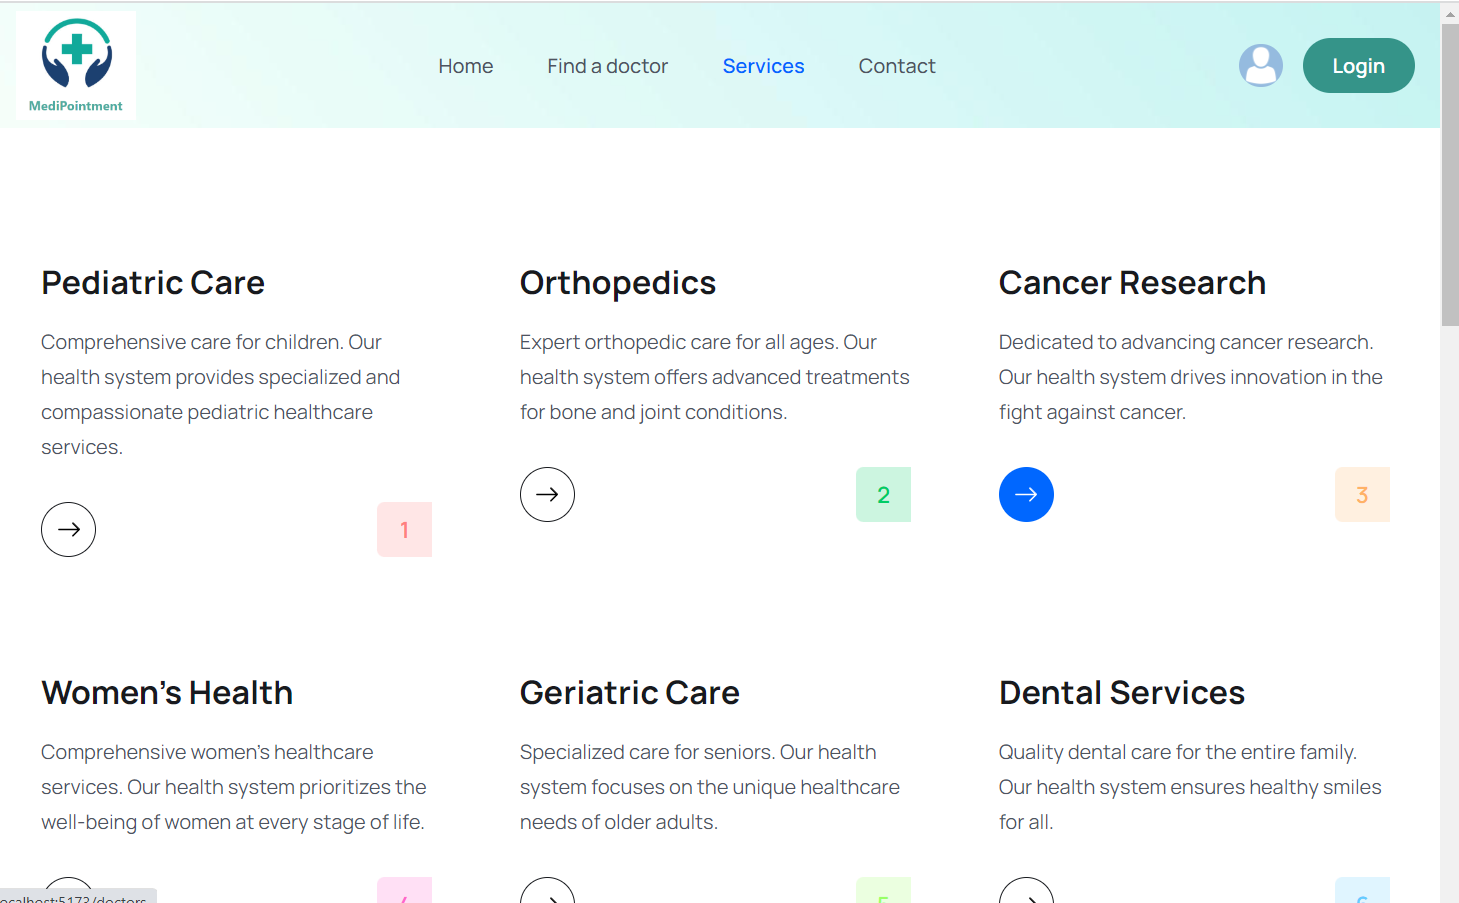 MediPointment
Home
Find a doctor
Services
Contact
Login
Pediatric Care
Comprehensive care for children. Our
health system provides specialized and
compassionate pediatric healthcare
services.
1
Orthopedics
Expert orthopedic care for all ages. Our
health system offers advanced treatments
for bone and joint conditions.
2
Cancer Research
Dedicated to advancing cancer research.
Our health system drives innovation in the
fight against cancer.
3
Women's Health
Comprehensive women's healthcare
services. Our health system prioritizes the
well-being of women at every stage of life.
4
Geriatric Care
Specialized care for seniors. Our health
system focuses on the unique healthcare
needs of older adults.
5
Dental Services
Quality dental care for the entire family.
Our health system ensures healthy smiles
for all.
6
ocalhost:5173/doctors